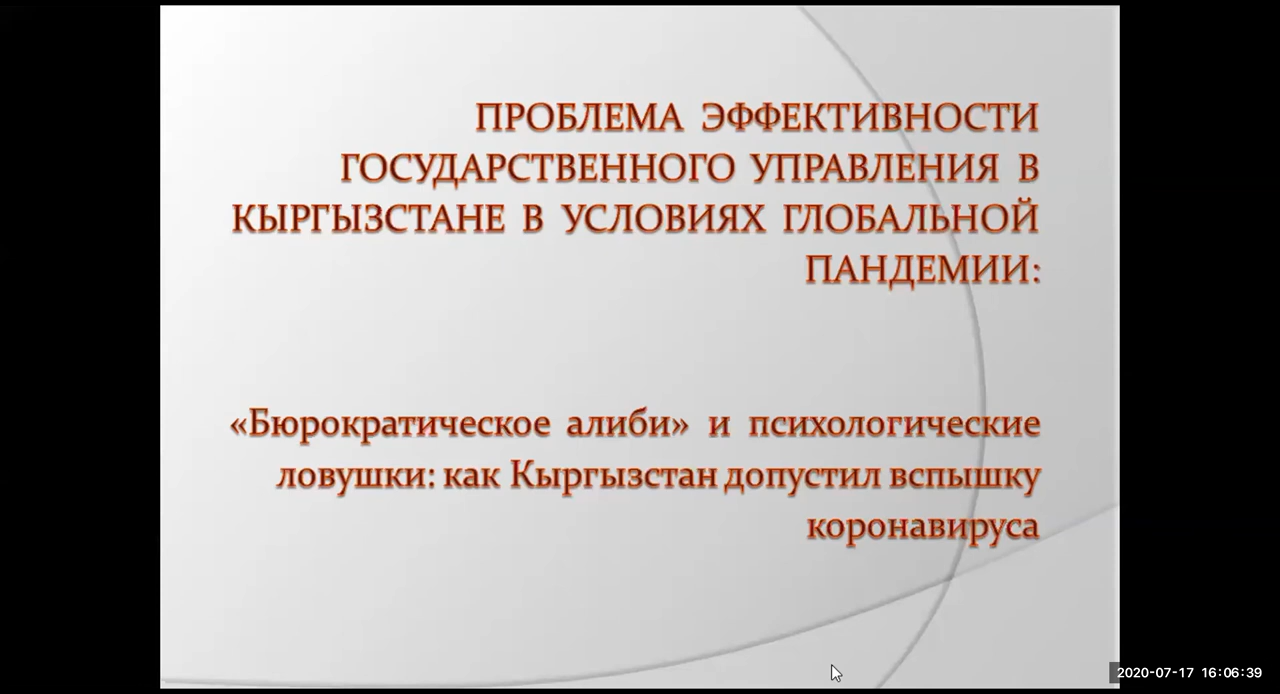 ПРОБЛЕМА ЭФФЕКТИВНОСТИ
ГОСУДАРСТВЕННОГО УПРАВЛЕНИЯ В
КЫРГЫЗСТАНЕ В УСЛОВИЯХ ГЛОБАЛЬНОЙ
ПАНДЕМИИ:
«Бюрократическое алиби» и психологические
ловушки: как Кыргызстан допустил вспышку
коронавируса
2020-07-17 16:06:39